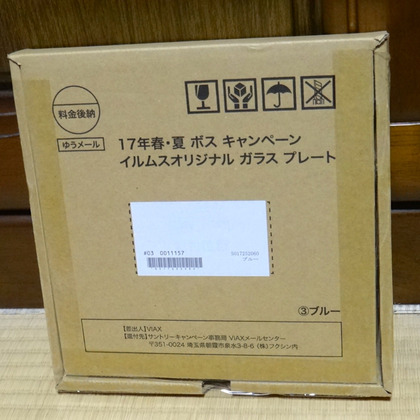 料金後納
ゆうメール
17年春・夏 ボス キャンペーン
イルムスオリジナル ガラス プレート
#03 0011157
ブルー
③ブルー
【差出人】VIAX
【還付先】サントリーキャンペーン事務局 VIAXメールセンター
〒351-0024 埼玉県朝霞市泉水3-8-6 (株)フクシン内